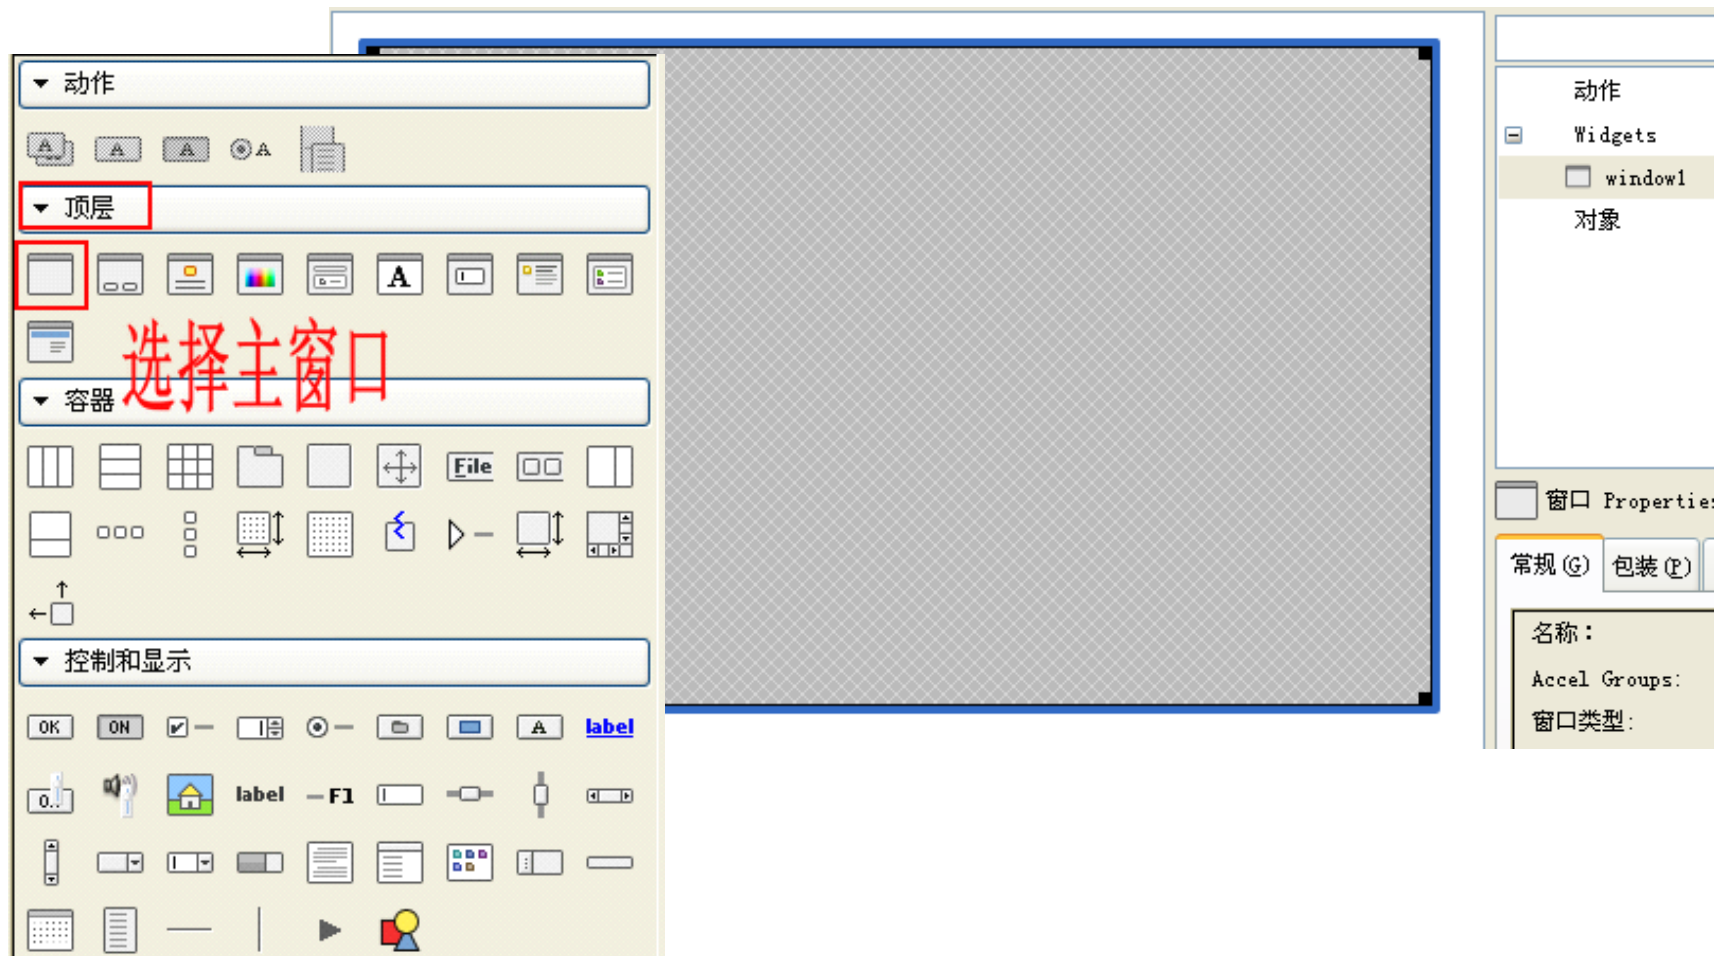 动作
A A A A
顶层
A
选择主窗口
容器
File
控制和显示
OK ON A label
0..
label F1
动作
Widgets
window1
对象
窗口 Properties
常规(G) 包装(P)
名称:
Accel Groups:
窗口类型: